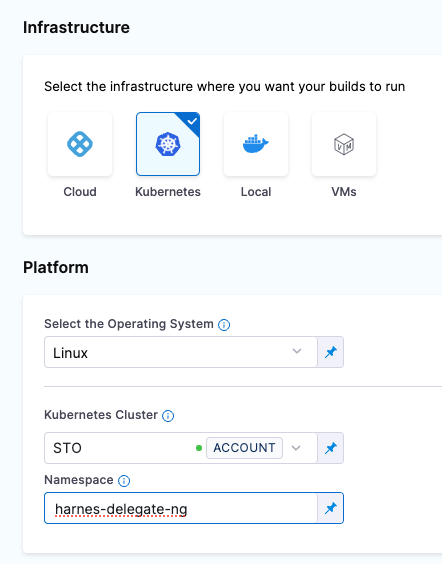 Infrastructure
Select the infrastructure where you want your builds to run
Cloud Kubernetes Local VMs
Platform
Select the Operating System
Linux
Kubernetes Cluster
STO ACCOUNT
Namespace
harnes-delegate-ng